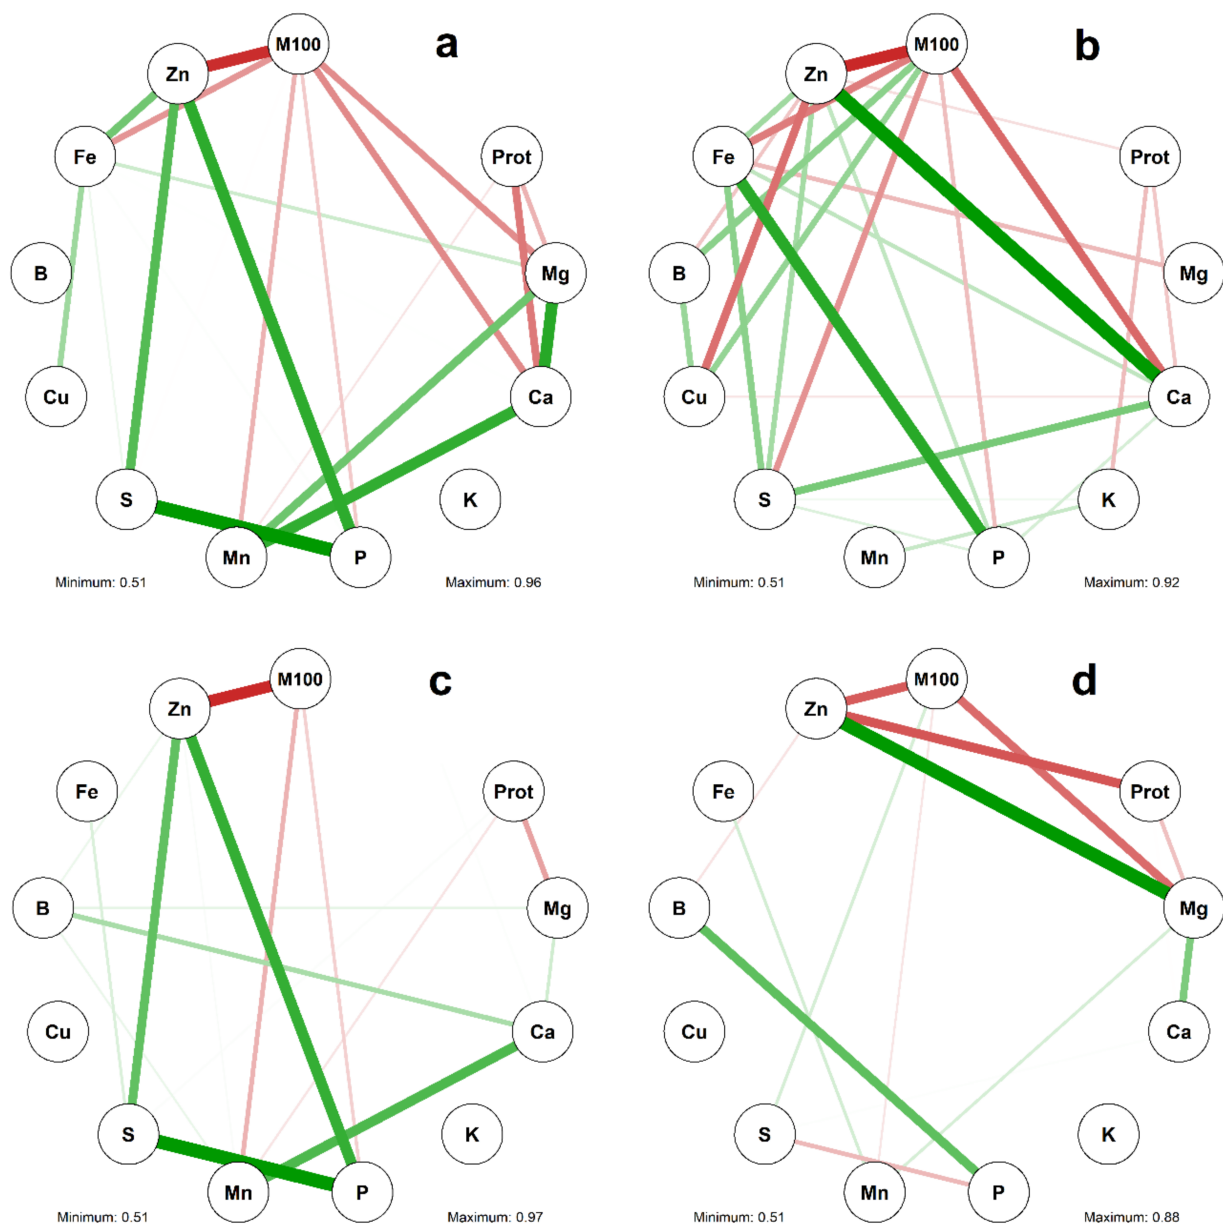 a
M100
Zn
Fe
Prot
B
Mg
Cu
Ca
S
K
Mn
P
Minimum: 0.51
Maximum: 0.96
b
M100
Zn
Fe
Prot
B
Mg
Cu
Ca
S
K
Mn
P
Minimum: 0.51
Maximum: 0.92
c
M100
Zn
Fe
Prot
B
Mg
Cu
Ca
S
K
Mn
P
Minimum: 0.51
Maximum: 0.97
d
M100
Zn
Fe
Prot
B
Mg
Cu
Ca
S
K
Mn
P
Minimum: 0.51
Maximum: 0.88